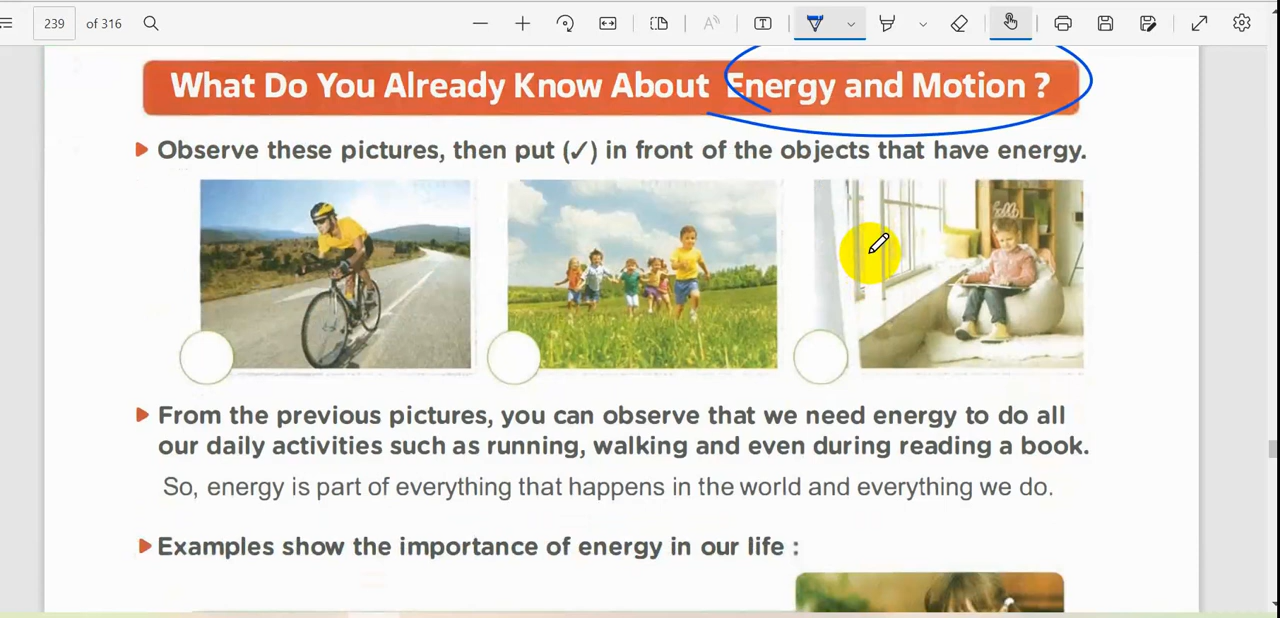 239 of 316
What Do You Already Know About Energy and Motion ?
Observe these pictures, then put (✓) in front of the objects that have energy.
hello
From the previous pictures, you can observe that we need energy to do all
our daily activities such as running, walking and even during reading a book.
So, energy is part of everything that happens in the world and everything we do.
Examples show the importance of energy in our life :